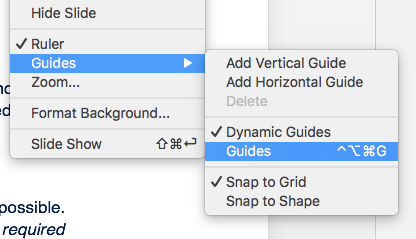 Hide Slide
✓ Ruler
Guides ▶
Zoom...
Format Background...
Slide Show ⇧⌘↩
Add Vertical Guide
Add Horizontal Guide
Delete
✓ Dynamic Guides
Guides ^⌥⌘G
✓ Snap to Grid
Snap to Shape
possible.
required